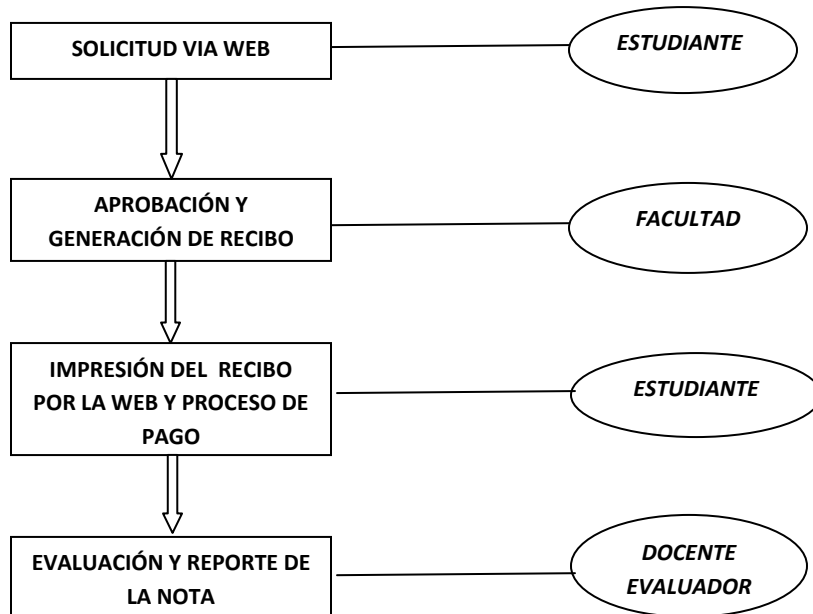 SOLICITUD VIA WEB
ESTUDIANTE
APROBACIÓN Y
GENERACIÓN DE RECIBO
FACULTAD
IMPRESIÓN DEL RECIBO
POR LA WEB Y PROCESO DE
PAGO
ESTUDIANTE
EVALUACIÓN Y REPORTE DE
LA NOTA
DOCENTE
EVALUADOR